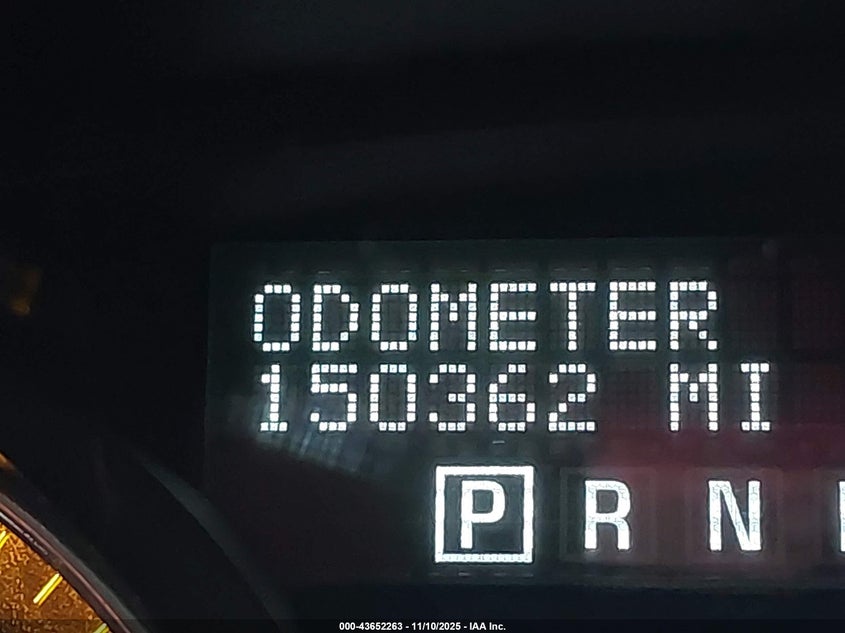 ODOMETER
150362 MI
P R N
000-43652263 - 11/10/2025 - IAA Inc.